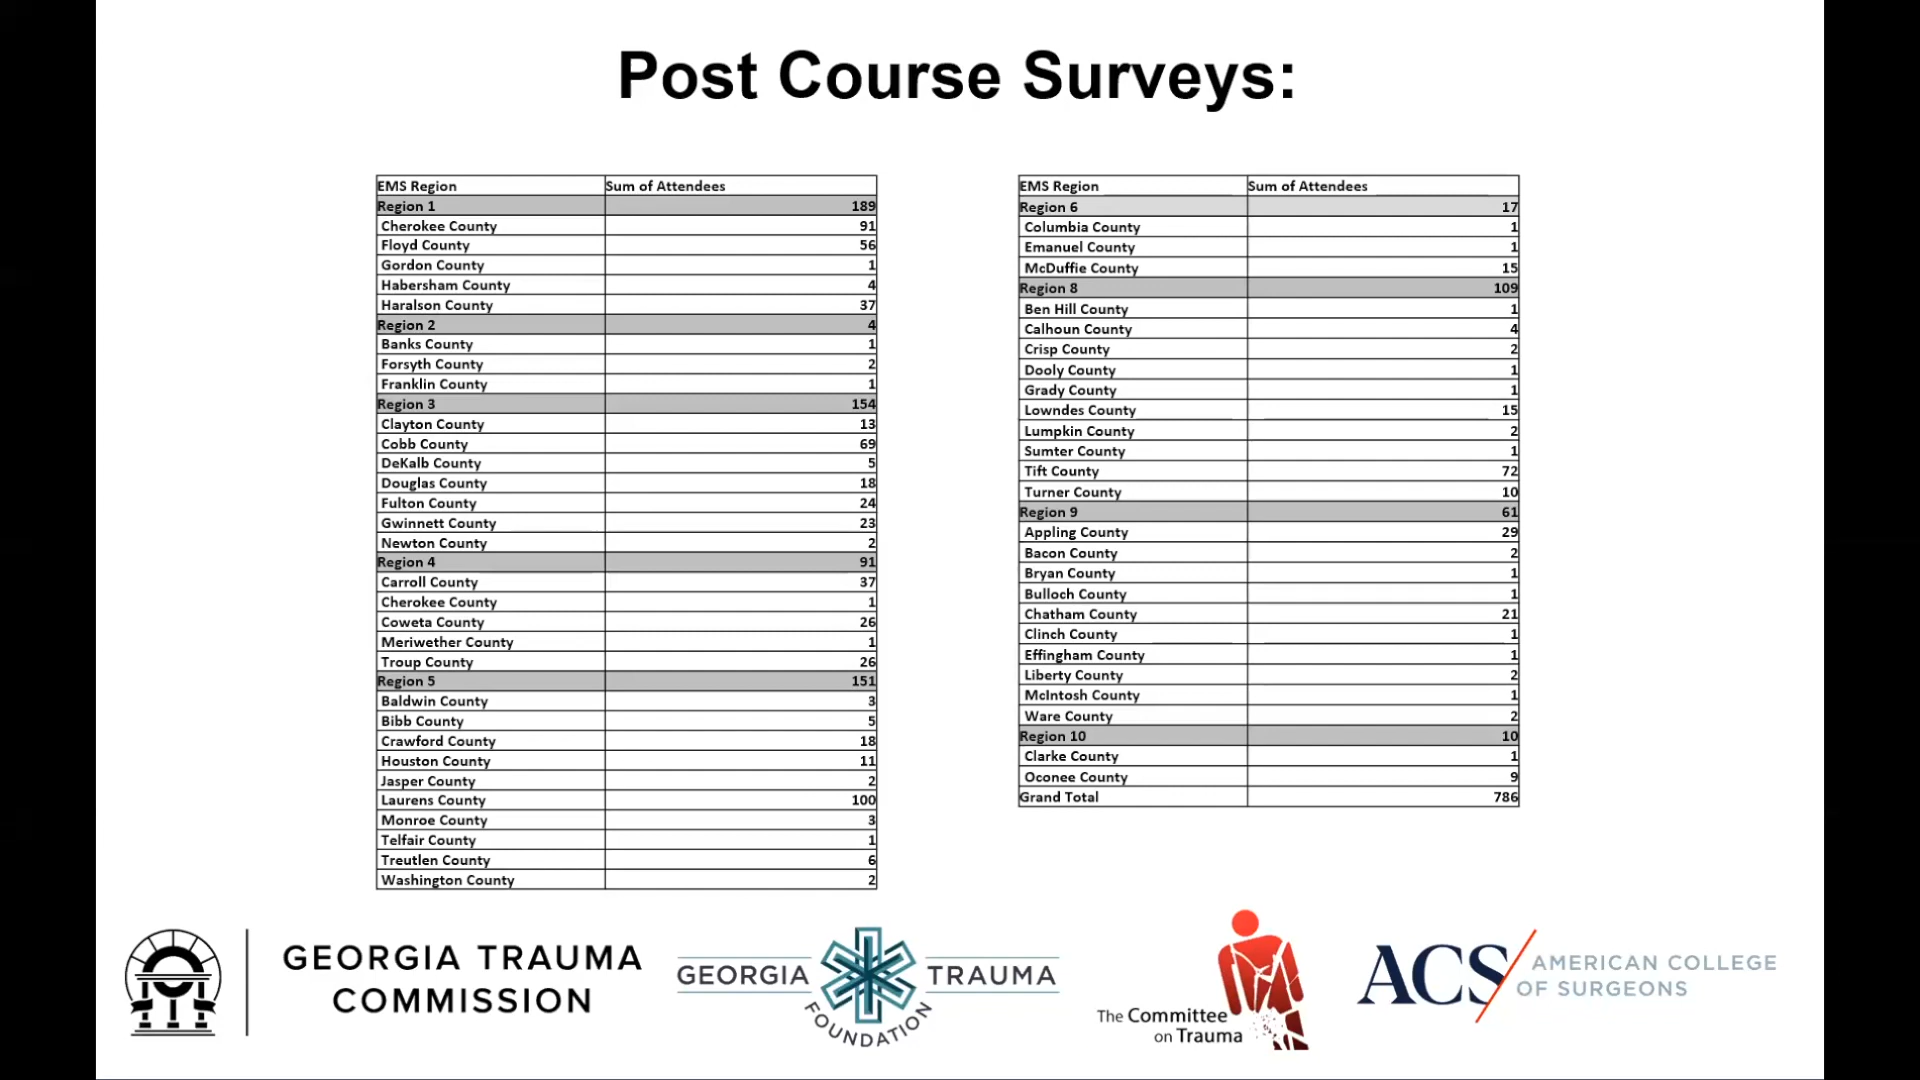 Post Course Surveys:
EMS Region Sum of Attendees
Region 1 189
Cherokee County 91
Floyd County 56
Gordon County 1
Habersham County 4
Haralson County 37
Region 2 4
Banks County 1
Forsyth County 2
Franklin County 1
Region 3 154
Clayton County 13
Cobb County 69
DeKalb County 5
Douglas County 18
Fulton County 24
Gwinnett County 23
Newton County 2
Region 4 91
Carroll County 37
Cherokee County 1
Coweta County 26
Meriwether County 1
Troup County 26
Region 5 151
Baldwin County 3
Bibb County 5
Crawford County 18
Houston County 11
Jasper County 2
Laurens County 100
Monroe County 3
Telfair County 1
Treutlen County 6
Washington County 2
EMS Region Sum of Attendees
Region 6 17
Columbia County 1
Emanuel County 1
McDuffie County 15
Region 8 109
Ben Hill County 1
Calhoun County 4
Crisp County 2
Dooly County 1
Grady County 1
Lowndes County 15
Lumpkin County 2
Sumter County 1
Tift County 72
Turner County 10
Region 9 61
Appling County 29
Bacon County 2
Bryan County 1
Bulloch County 1
Chatham County 21
Clinch County 1
Effingham County 1
Liberty County 2
McIntosh County 1
Ware County 2
Region 10 10
Clarke County 1
Oconee County 9
Grand Total 786
GEORGIA TRAUMA
COMMISSION
GEORGIA TRAUMA
FOUNDATION
The Committee
on Trauma
ACS AMERICAN COLLEGE
OF SURGEONS